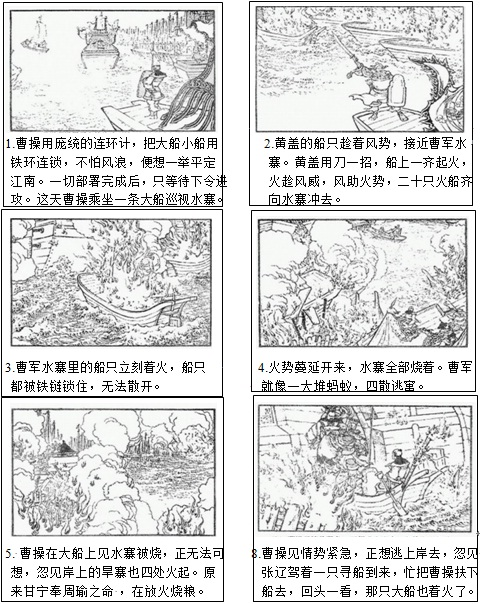 1.曹操用庞统的连环计，把大船小船用
铁环连锁，不怕风浪，便想一举平定
江南。一切部署完成后，只等待下令进
攻。这天曹操乘坐一条大船巡视水寨。
2.黄盖的船只趁着风势，接近曹军水
寨。黄盖用刀一招，船上一齐起火，
火趁风威，风助火势，二十只火船齐
向水寨冲去。
3.曹军水寨里的船只立刻着火，船只
都被铁链锁住，无法散开。
4.火势蔓延开来，水寨全部烧着。曹军
就像一大堆蚂蚁，四散逃窜。
5. 曹操在大船上见水寨被烧，正无法可
想，忽见岸上的旱寨也四处火起。原
来甘宁奉周瑜之命，在放火烧粮。
8.曹操见情势紧急，正想逃上岸去，忽见
张辽驾着一只寻船到来，忙把曹操扶下
船去，回头一看，那只大船也着火了。